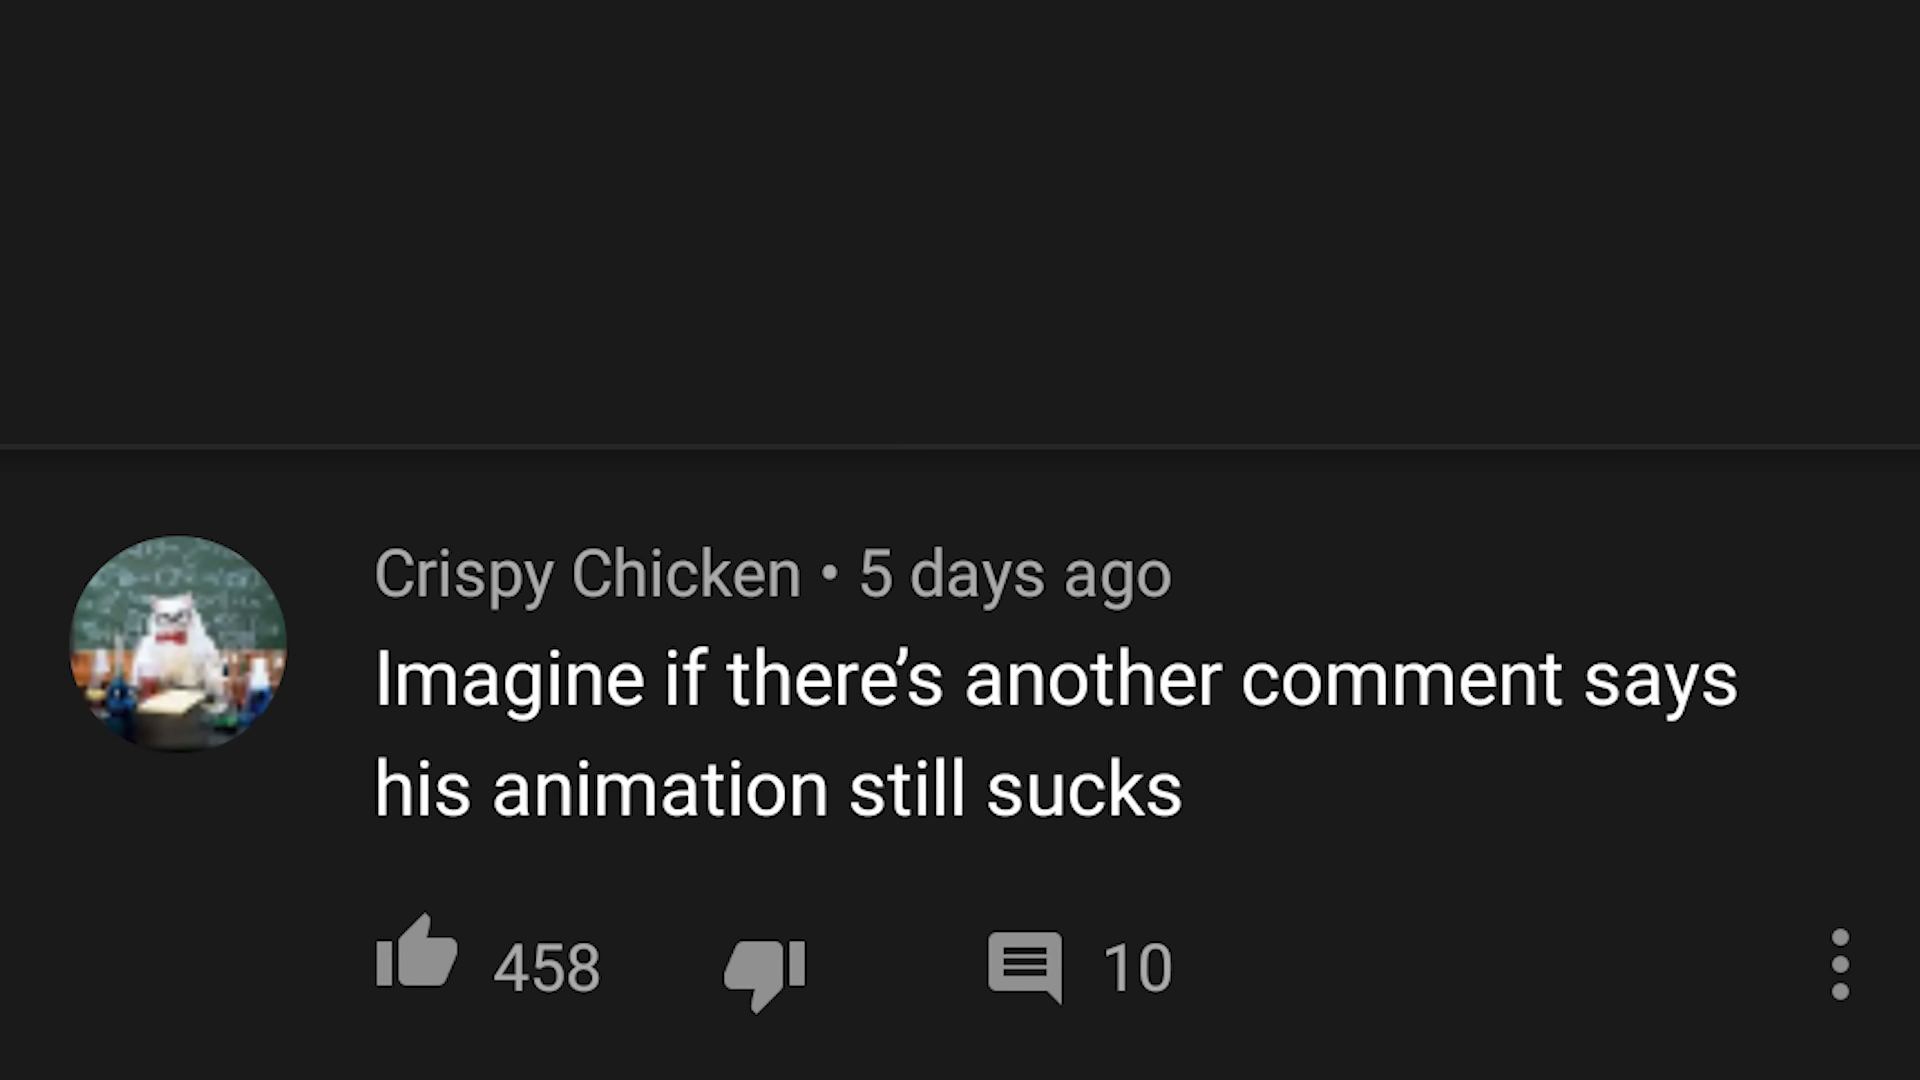 Crispy Chicken • 5 days ago
Imagine if there’s another comment says
his animation still sucks
458 10